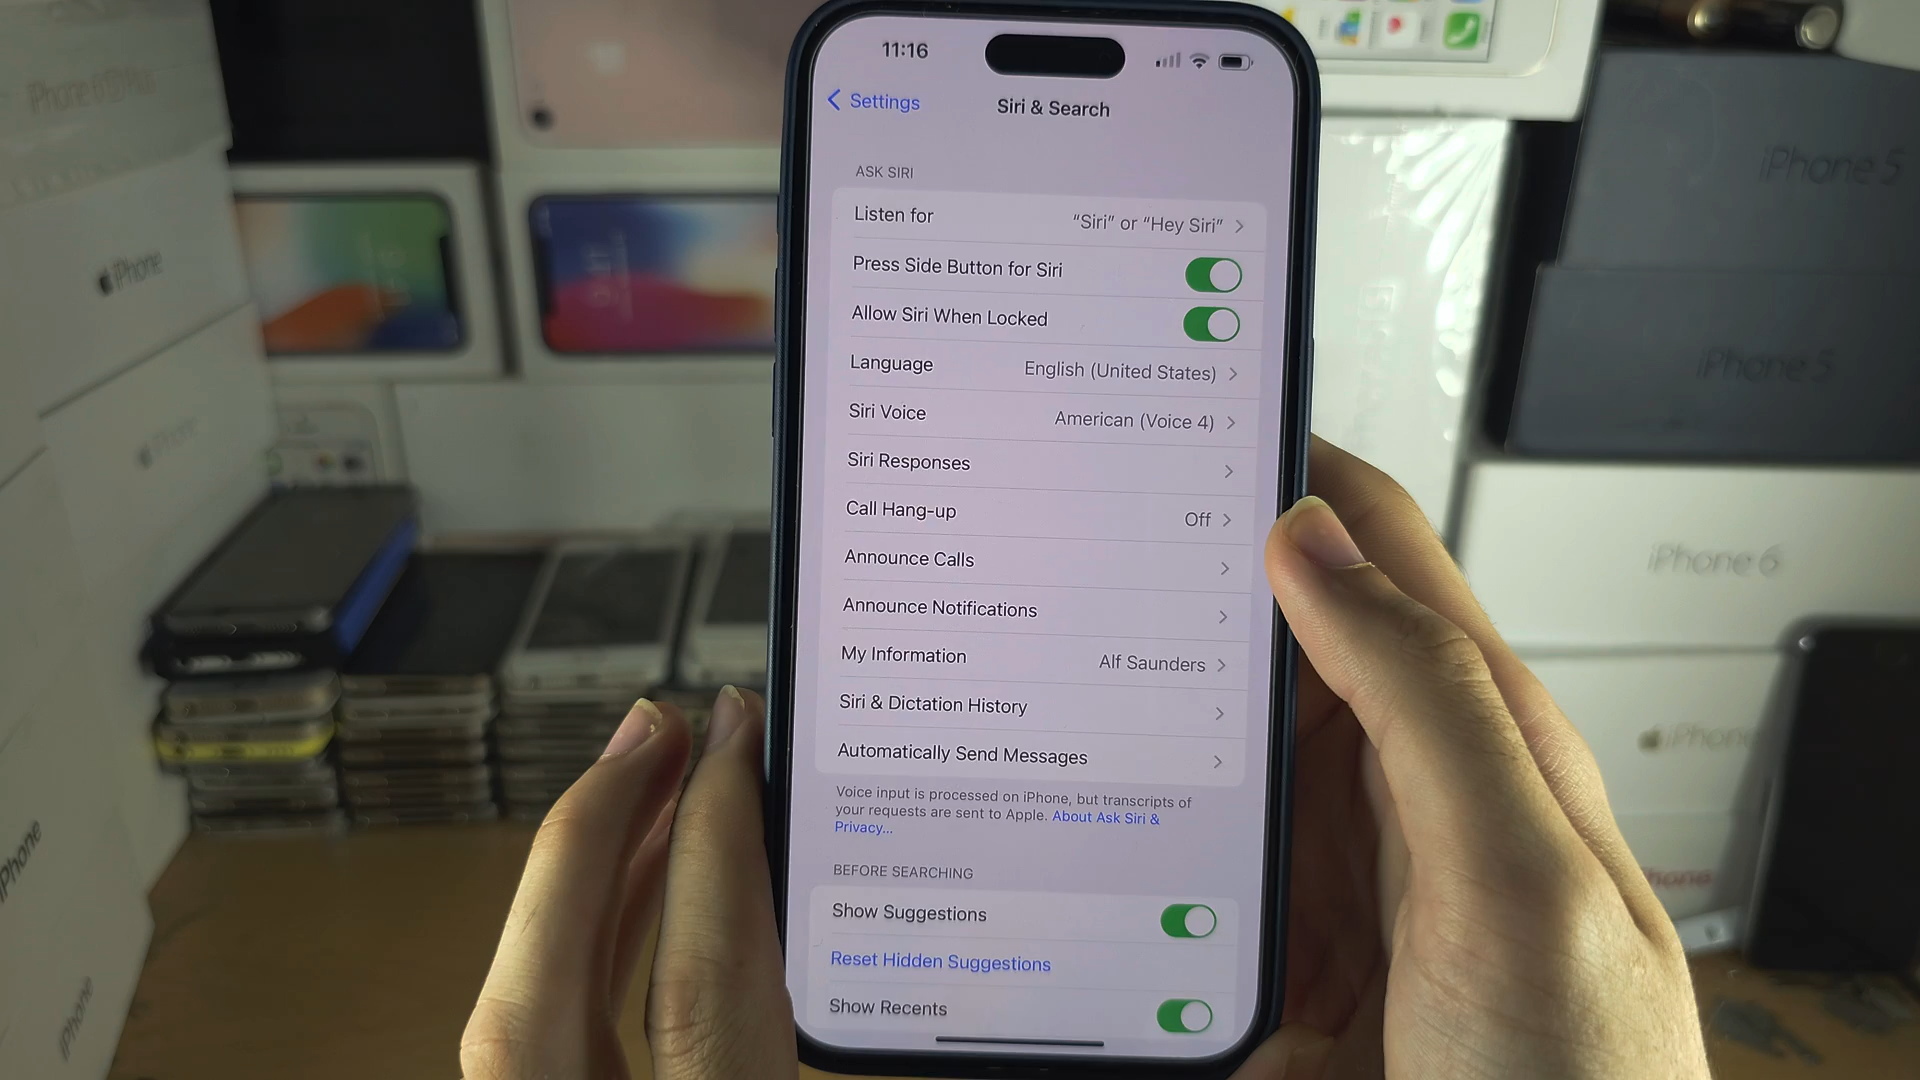 11:16
Settings
Siri & Search
ASK SIRI
Listen for "Siri" or "Hey Siri"
Press Side Button for Siri
Allow Siri When Locked
Language English (United States)
Siri Voice American (Voice 4)
Siri Responses
Call Hang-up Off
Announce Calls
Announce Notifications
My Information Alf Saunders
Siri & Dictation History
Automatically Send Messages
Voice input is processed on iPhone, but transcripts of
your requests are sent to Apple. About Ask Siri &
Privacy...
BEFORE SEARCHING
Show Suggestions
Reset Hidden Suggestions
Show Recents
iPhone
iPhone
iPhone
iPhone
iPhone 5
iPhone 5
iPhone 6
iPhone